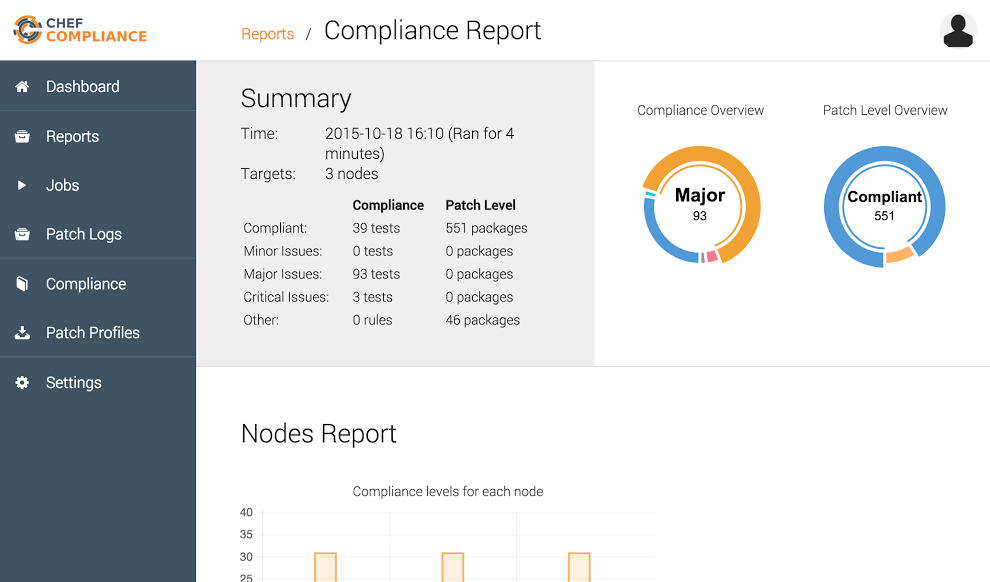 CHEF
COMPLIANCE
Reports / Compliance Report
Dashboard
Reports
Jobs
Patch Logs
Compliance
Patch Profiles
Settings
Summary
Time: 2015-10-18 16:10 (Ran for 4
minutes)
Targets: 3 nodes
Compliance Patch Level
Compliant: 39 tests 551 packages
Minor Issues: 0 tests 0 packages
Major Issues: 93 tests 0 packages
Critical Issues: 3 tests 0 packages
Other: 0 rules 46 packages
Compliance Overview
Major
93
Patch Level Overview
Compliant
551
Nodes Report
Compliance levels for each node
40
35
30
25